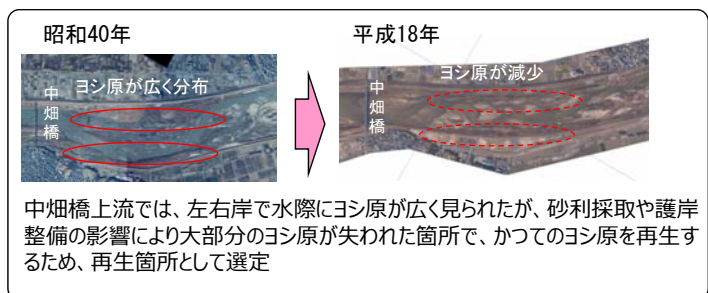 昭和40年
平成18年
ヨシ原が広く分布
中畑橋
ヨシ原が減少
中畑橋
中畑橋上流では、左右岸で水際にヨシ原が広く見られたが、砂利採取や護岸
整備の影響により大部分のヨシ原が失われた箇所で、かつてのヨシ原を再生す
るため、再生箇所として選定